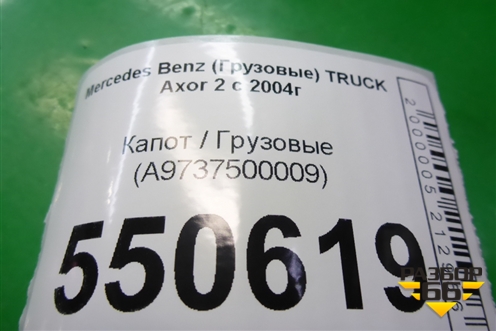 Mercedes Benz (Грузовые) TRUCK
Axor 2 с 2004г
Капот / Грузовые
(A9737500009)
550619
РАЗБОР
66